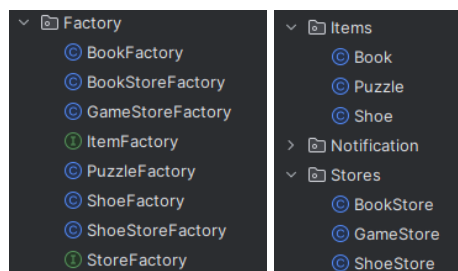 Factory
BookFactory
BookStoreFactory
GameStoreFactory
ItemFactory
PuzzleFactory
ShoeFactory
ShoeStoreFactory
StoreFactory
Items
Book
Puzzle
Shoe
Notification
Stores
BookStore
GameStore
ShoeStore